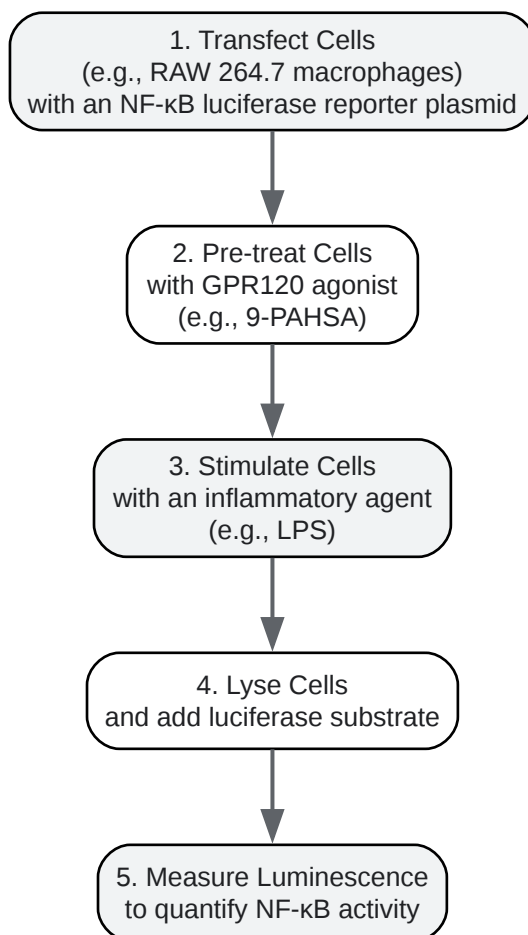 1. Transfect Cells
(e.g., RAW 264.7 macrophages)
with an NF-κB luciferase reporter plasmid
2. Pre-treat Cells
with GPR120 agonist
(e.g., 9-PAHSA)
3. Stimulate Cells
with an inflammatory agent
(e.g., LPS)
4. Lyse Cells
and add luciferase substrate
5. Measure Luminescence
to quantify NF-κB activity